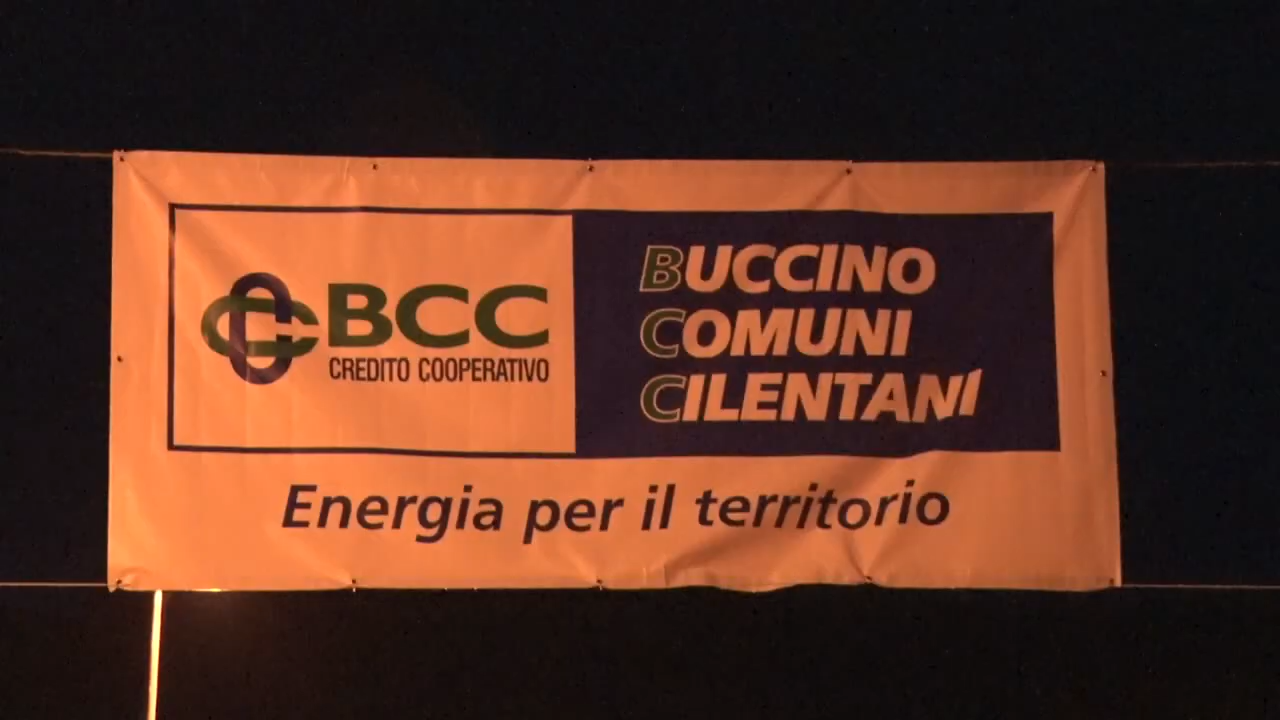 BCC
CREDITO COOPERATIVO
BUCCINO
COMUNI
CILENTANI
Energia per il territorio